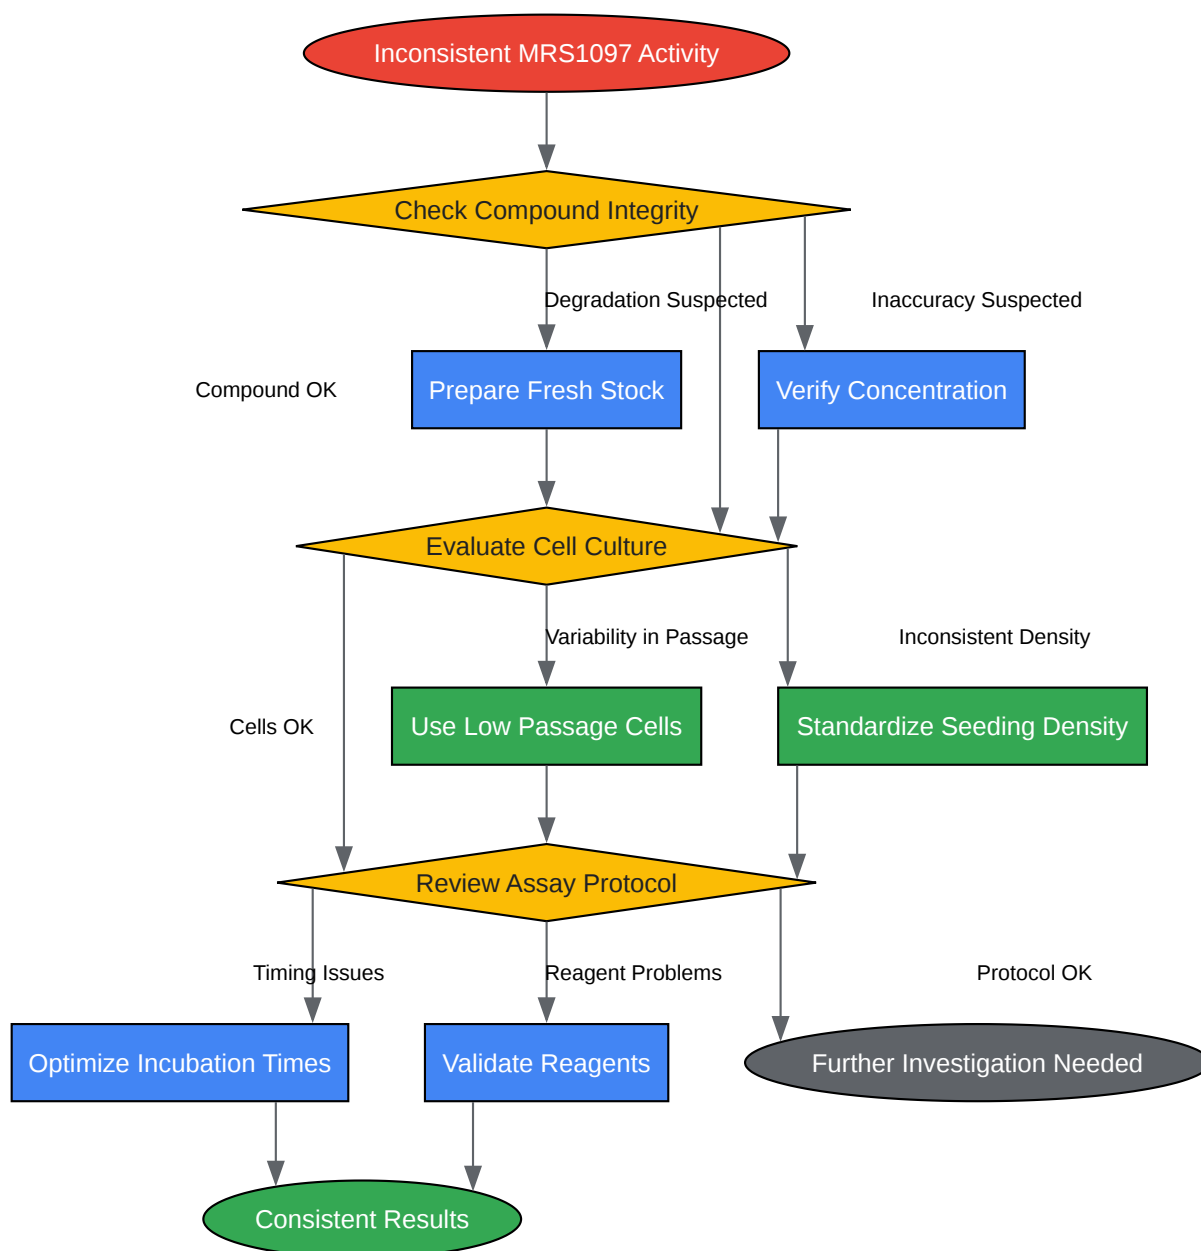 Inconsistent MRS1097 Activity
Check Compound Integrity
Degradation Suspected
Inaccuracy Suspected
Compound OK
Prepare Fresh Stock
Verify Concentration
Evaluate Cell Culture
Variability in Passage
Inconsistent Density
Cells OK
Use Low Passage Cells
Standardize Seeding Density
Review Assay Protocol
Timing Issues
Reagent Problems
Protocol OK
Optimize Incubation Times
Validate Reagents
Further Investigation Needed
Consistent Results